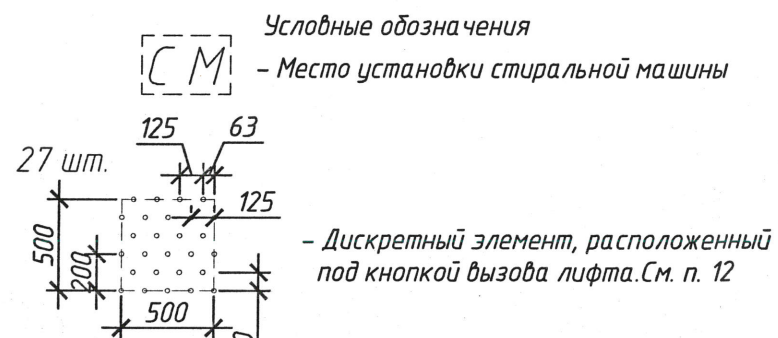 Условные обозначения
СМ
– Место установки стиральной машины
125 63
27 шт.
125
500
200
– Дискретный элемент, расположенный
под кнопкой вызова лифта.См. п. 12
500